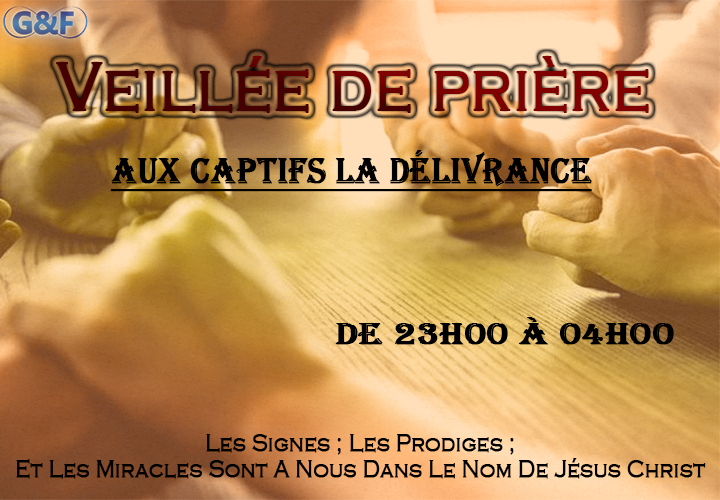 G&F
VEILLÉE DE PRIÈRE
AUX CAPTIFS LA DÉLIVRANCE
DE 23H00 À 04H00
Les Signes ; Les Prodiges ;
Et Les Miracles Sont A Nous Dans Le Nom De Jésus Christ